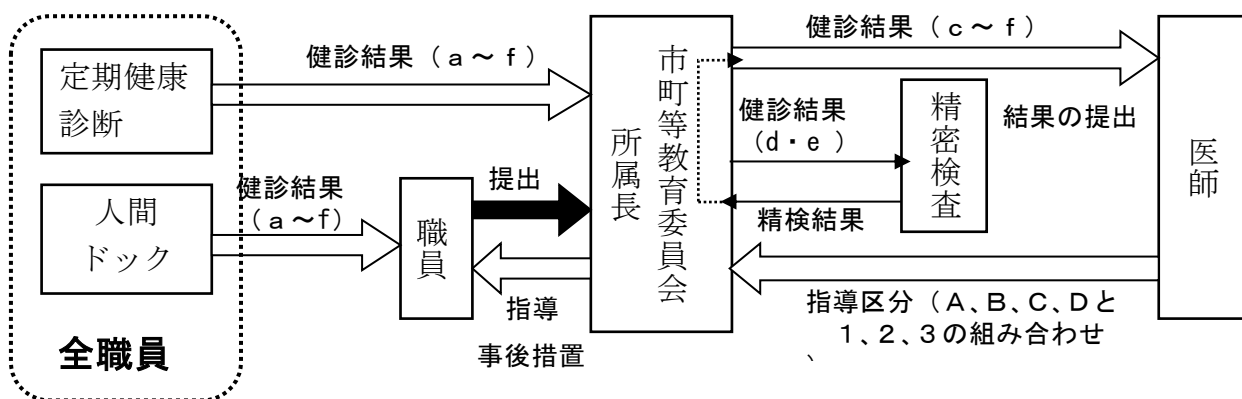 定期健康
診断
人間
ドック
全職員
健診結果（ａ～ｆ）
健診結果
（ａ～ｆ）
職員
提出
指導
事後措置
市町等教育委員会
所属長
健診結果（ｃ～ｆ）
健診結果
（ｄ・ｅ）
精密検査
結果の提出
精検結果
指導区分（Ａ、Ｂ、Ｃ、Ｄと
１、２、３の組み合わせ
医師